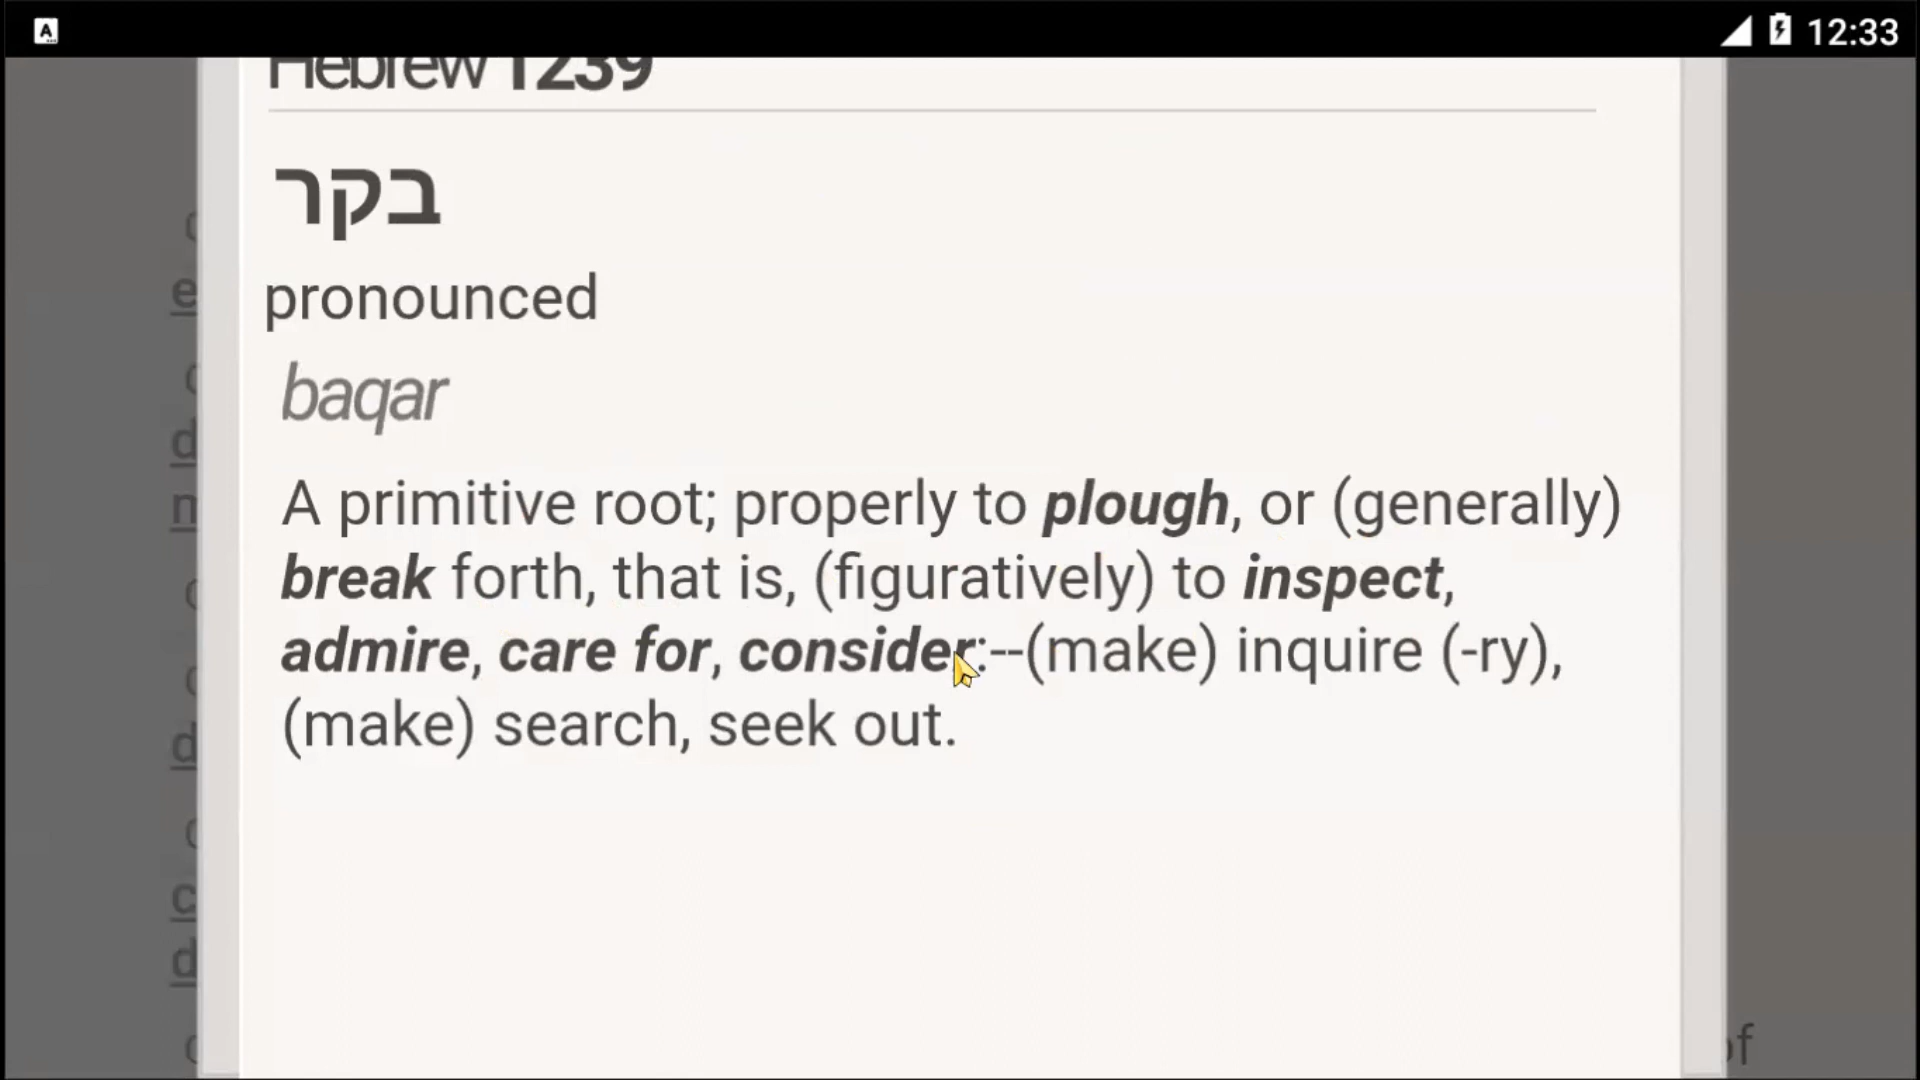 12:33
Hebrew 1239
בקר
pronounced
baqar
A primitive root; properly to plough, or (generally)
break forth, that is, (figuratively) to inspect,
admire, care for, consider:--(make) inquire (-ry),
(make) search, seek out.
of